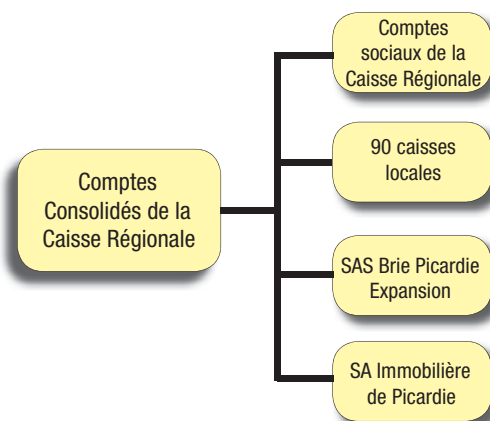 Comptes
Consolidés de la
Caisse Régionale
Comptes
sociaux de la
Caisse Régionale
90 caisses
locales
SAS Brie Picardie
Expansion
SA Immobilière
de Picardie